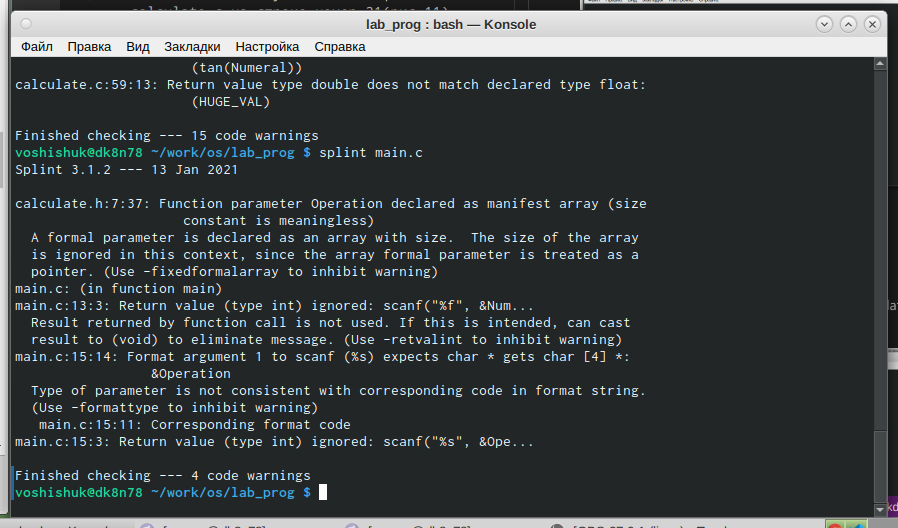 lab_prog : bash — Konsole
Файл Правка Вид Закладки Настройка Справка
(tan(Numeral))
calculate.c:59:13: Return value type double does not match declared type float:
(HUGE_VAL)
Finished checking --- 15 code warnings
voshishuk@dk8n78 ~/work/os/lab_prog $ splint main.c
Splint 3.1.2 --- 13 Jan 2021
calculate.h:7:37: Function parameter Operation declared as manifest array (size
constant is meaningless)
A formal parameter is declared as an array with size.  The size of the array
is ignored in this context, since the array formal parameter is treated as a
pointer. (Use -fixedformalarray to inhibit warning)
main.c: (in function main)
main.c:13:3: Return value (type int) ignored: scanf("%f", &Num...
Result returned by function call is not used. If this is intended, can cast
result to (void) to eliminate message. (Use -retvalint to inhibit warning)
main.c:15:14: Format argument 1 to scanf (%s) expects char * gets char [4] *:
&Operation
Type of parameter is not consistent with corresponding code in format string.
(Use -formattype to inhibit warning)
main.c:15:11: Corresponding format code
main.c:15:3: Return value (type int) ignored: scanf("%s", &Ope...
Finished checking --- 4 code warnings
voshishuk@dk8n78 ~/work/os/lab_prog $